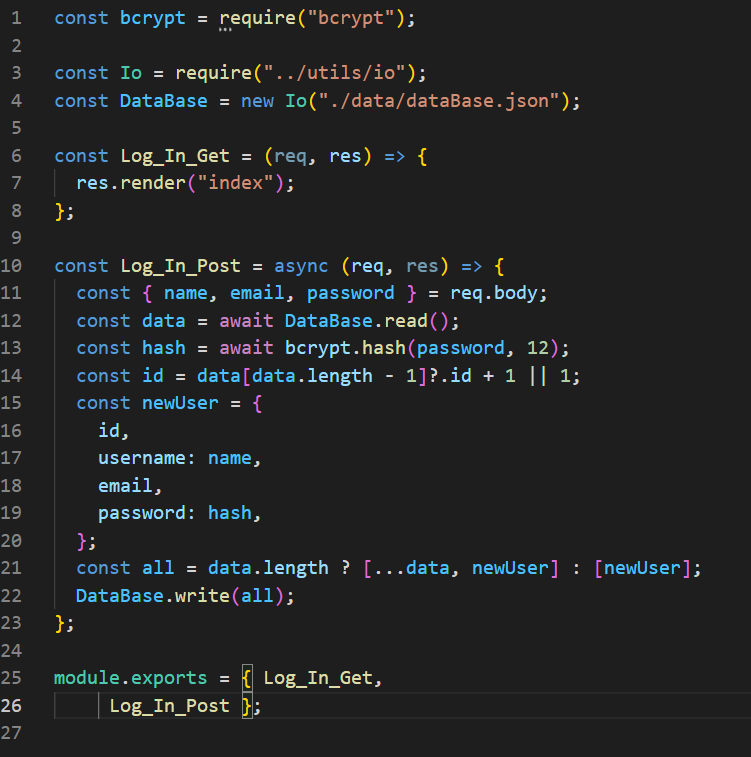 1 const bcrypt = require("bcrypt");
2
3 const Io = require("../utils/io");
4 const DataBase = new Io("./data/dataBase.json");
5
6 const Log_In_Get = (req, res) => {
7   res.render("index");
8 };
9
10 const Log_In_Post = async (req, res) => {
11   const { name, email, password } = req.body;
12   const data = await DataBase.read();
13   const hash = await bcrypt.hash(password, 12);
14   const id = data[data.length - 1]?.id + 1 || 1;
15   const newUser = {
16     id,
17     username: name,
18     email,
19     password: hash,
20   };
21   const all = data.length ? [...data, newUser] : [newUser];
22   DataBase.write(all);
23 };
24
25 module.exports = { Log_In_Get,
26      Log_In_Post };
27